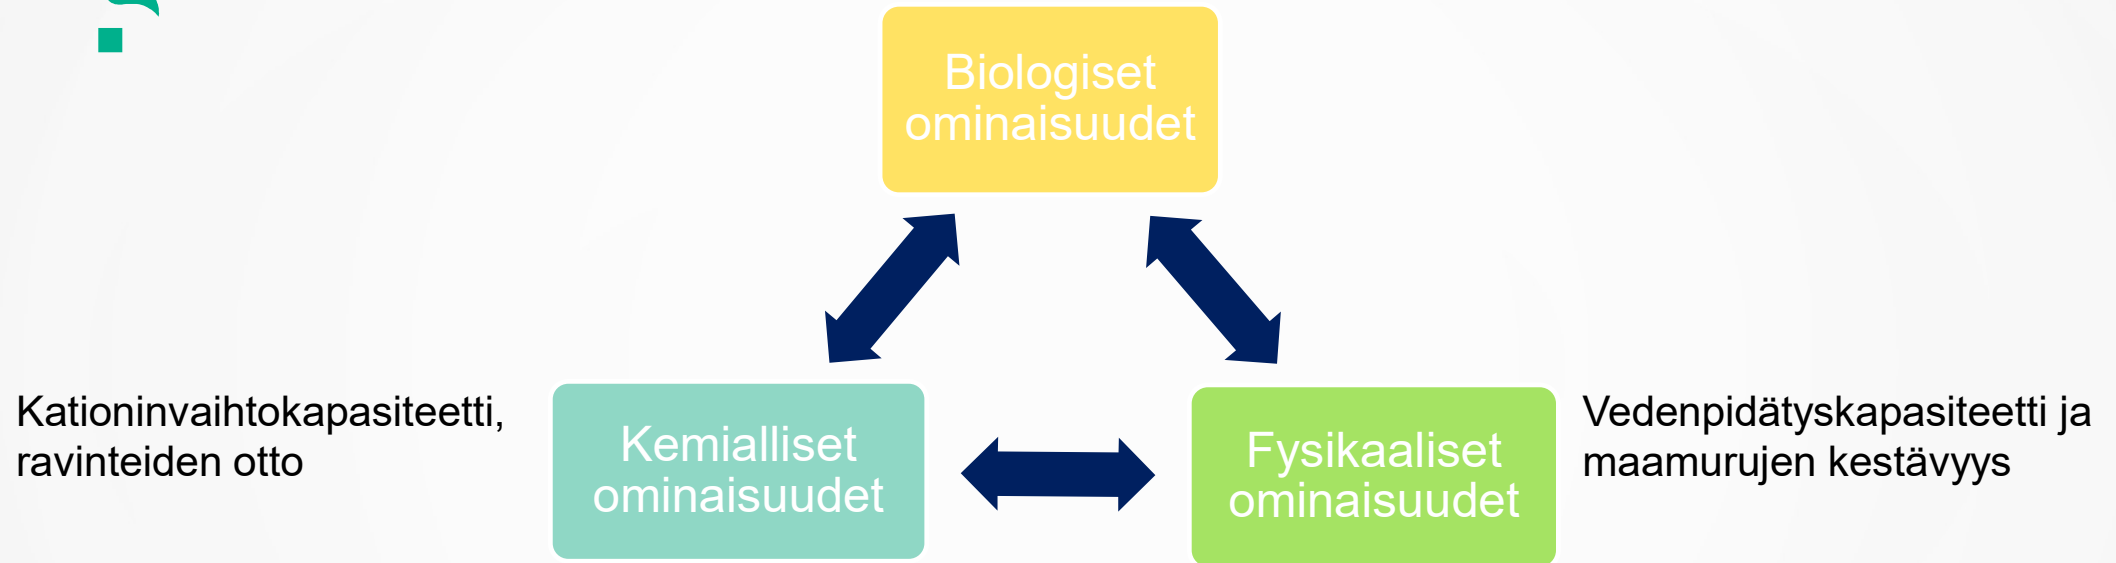 Biologiset
ominaisuudet
Kationinvaihtokapasiteetti,
ravinteiden otto
Kemialliset
ominaisuudet
Fysikaaliset
ominaisuudet
Vedenpidätyskapasiteetti ja
maamurujen kestävyys